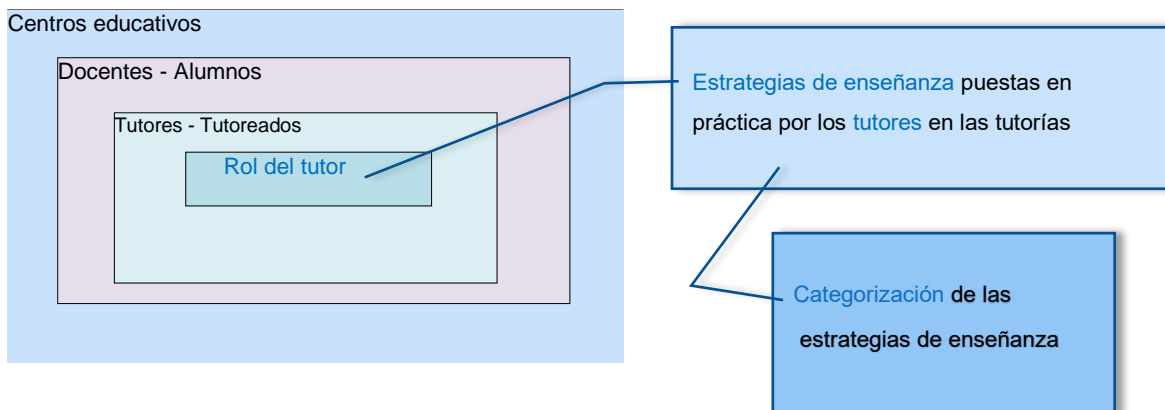 Centros educativos
Docentes - Alumnos
Tutores - Tutoreados
Rol del tutor
Estrategias de enseñanza puestas en
práctica por los tutores en las tutorías
Categorización de las
estrategias de enseñanza